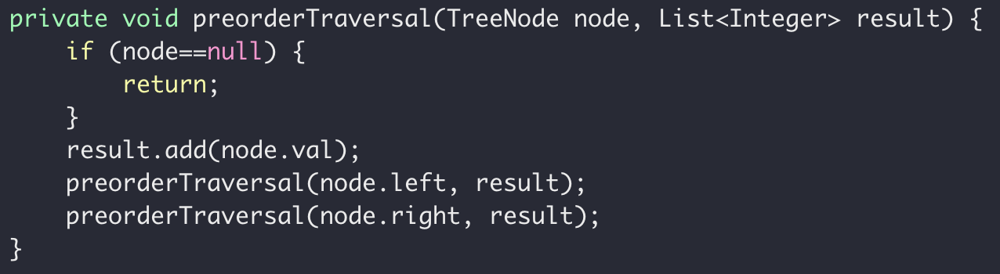 private void preorderTraversal(TreeNode node, List<Integer> result) {
    if (node==null) {
        return;
    }
    result.add(node.val);
    preorderTraversal(node.left, result);
    preorderTraversal(node.right, result);
}